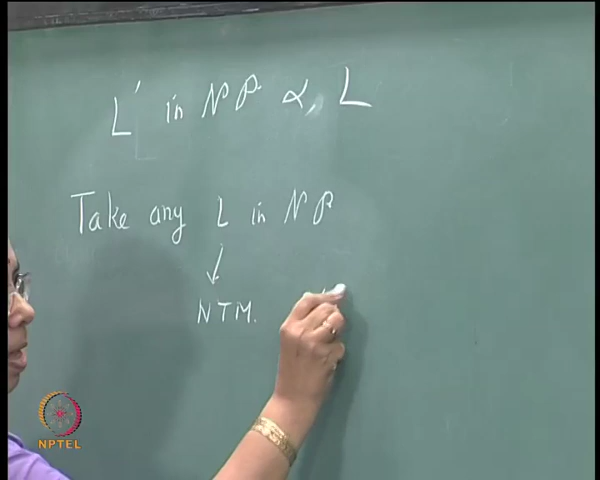 L' in NP ∝, L
Take any L in NP
↓
NTM.
NPTEL